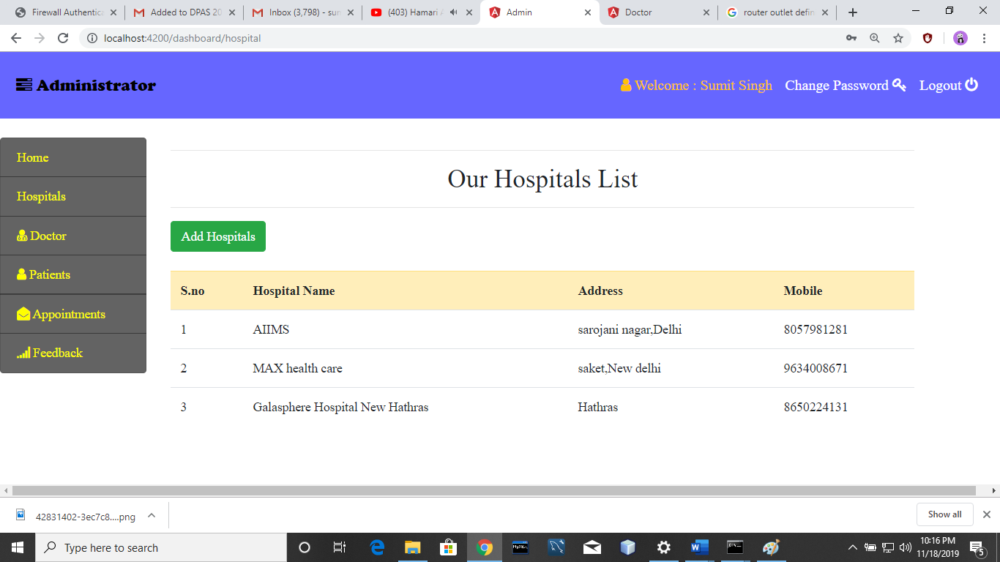 Firewall Authentica
Added to DPAS 20
Inbox (3,798) - sum
(403) Hamari A
Admin
Doctor
router outlet defin
localhost:4200/dashboard/hospital
Administrator
Welcome : Sumit Singh
Change Password
Logout
Home
Hospitals
Doctor
Patients
Appointments
Feedback
Our Hospitals List
Add Hospitals
S.no Hospital Name Address Mobile
1 AIIMS sarojani nagar,Delhi 8057981281
2 MAX health care saket,New delhi 9634008671
3 Galasphere Hospital New Hathras Hathras 8650224131
42831402-3ec7c8....png
Show all
Type here to search
10:16 PM
11/18/2019
5